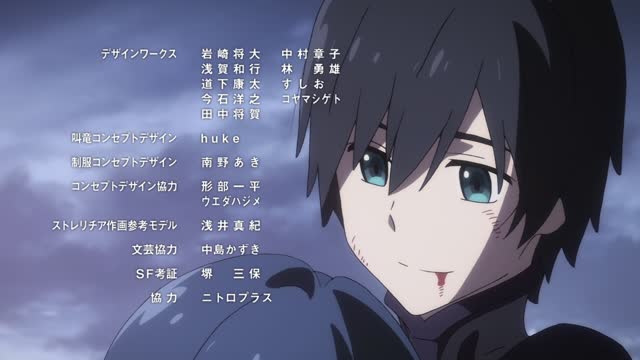 デザインワークス 岩崎将大 中村章子
浅賀和行 林 勇雄
道下康太 すしお
今石洋之 コヤマシゲト
田中将賀
叫竜コンセプトデザイン huke
制服コンセプトデザイン 南野あき
コンセプトデザイン協力 形部一平
ウエダハジメ
ストレリチア作画参考モデル 浅井真紀
文芸協力 中島かずき
SF考証 堺 三保
協力 ニトロプラス